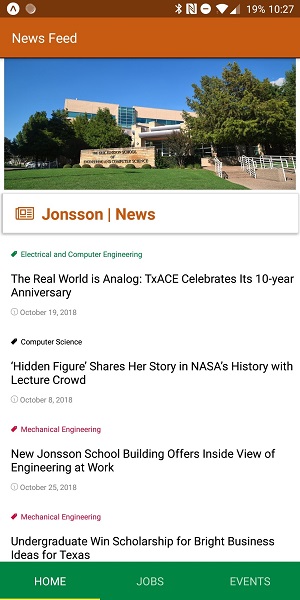 19% 10:27
News Feed
THE ERIK JONSSON SCHOOL
OF
ENGINEERING AND COMPUTER SCIENCE
Jonsson | News
Electrical and Computer Engineering
The Real World is Analog: TxACE Celebrates Its 10-year
Anniversary
October 19, 2018
Computer Science
‘Hidden Figure’ Shares Her Story in NASA’s History with
Lecture Crowd
October 8, 2018
Mechanical Engineering
New Jonsson School Building Offers Inside View of
Engineering at Work
October 25, 2018
Mechanical Engineering
Undergraduate Win Scholarship for Bright Business
Ideas for Texas
HOME JOBS EVENTS